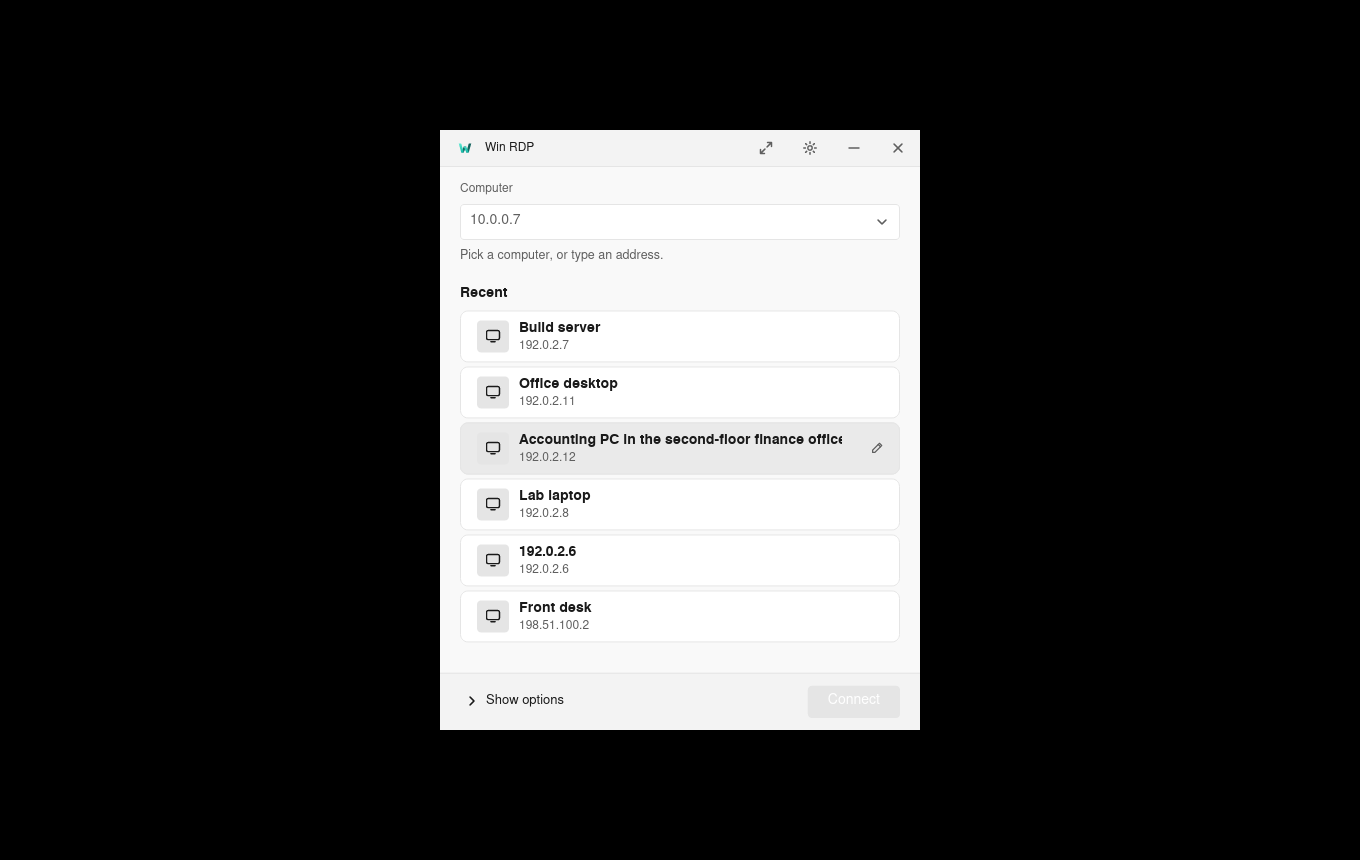 Win RDP
Computer
10.0.0.7
Pick a computer, or type an address.
Recent
Build server
192.0.2.7
Office desktop
192.0.2.11
Accounting PC in the second-floor finance office
192.0.2.12
Lab laptop
192.0.2.8
192.0.2.6
192.0.2.6
Front desk
198.51.100.2
Show options
Connect